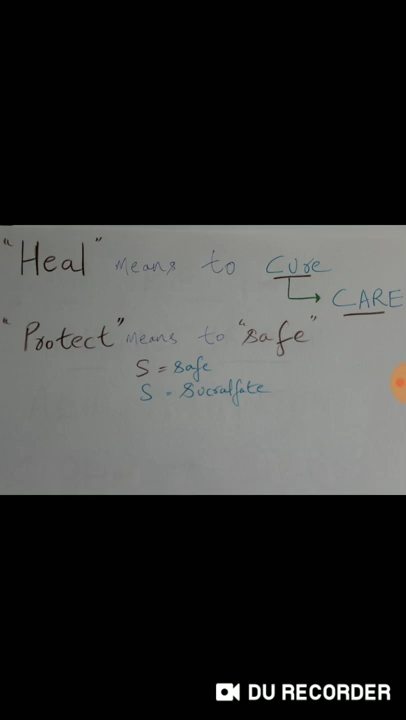 "Heal" means to Cure
CARE
"Protect" means to "safe"
S = safe
S = Sucralfate
DU RECORDER